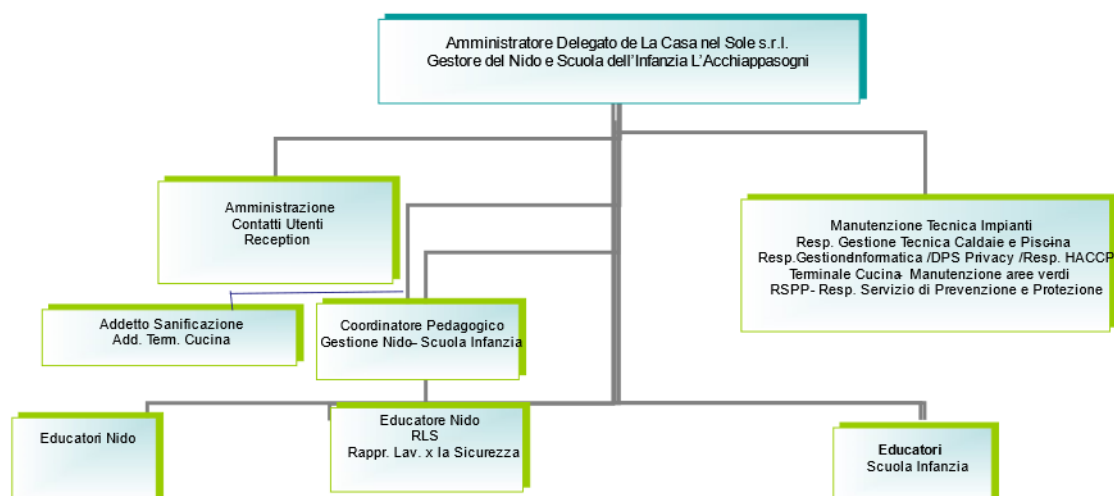 Amministratore Delegato de La Casa nel Sole s.r.l.
Gestore del Nido e Scuola dell'Infanzia L'Acchiappasogni
Amministrazione
Contatti Utenti
Reception
Manutenzione Tecnica Impianti
Resp. Gestione Tecnica Caldaie e Piscina
Resp.Gestione Informatica /DPS Privacy /Resp. HACCP
Terminale Cucina- Manutenzione aree verdi
RSPP- Resp. Servizio di Prevenzione e Protezione
Addetto Sanificazione
Add. Term. Cucina
Coordinatore Pedagogico
Gestione Nido– Scuola Infanzia
Educatori Nido
Educatore Nido
RLS
Rappr. Lav. x la Sicurezza
Educatori
Scuola Infanzia